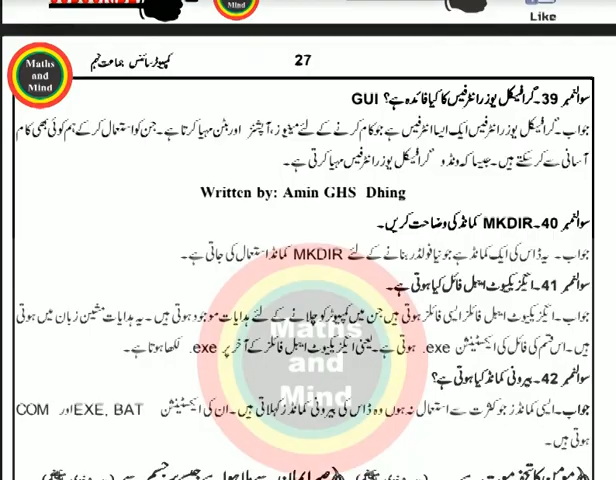 Mind
Like
Maths and Mind
27
کمپیوٹر سائنس جماعت نہم
سوال نمبر 39۔ گرافیکل یوزر انٹرفیس کا کیا فائدہ ہے؟ GUI
جواب۔ گرافیکل یوزر انٹرفیس ایک ایسا انٹرفیس ہے جو کام کرنے کے لئے مینیوز، آپشنز اور بٹن مہیا کرتا ہے۔ جن کو استعمال کر کے ہم کوئی بھی کام
آسانی سے کر سکتے ہیں۔ جیسا کہ ونڈو گرافیکل یوزر انٹرفیس مہیا کرتی ہے۔
Written by: Amin GHS Dhing
سوال نمبر 40۔ MKDIR کمانڈ کی وضاحت کریں۔
جواب۔ یہ ڈاس کی ایک کمانڈ ہے جو نیا فولڈر بنانے کے لئے MKDIR کمانڈ استعمال کی جاتی ہے۔
سوال نمبر 41۔ ایگزیکیوٹ ایبل فائل کیا ہوتی ہے۔
جواب۔ ایگزیکیوٹ ایبل فائلز ایسی فائلز ہوتی ہیں جن میں کمپیوٹر کو چلانے کے لئے ہدایات موجود ہوتی ہیں۔ یہ ہدایات مشین زبان میں ہوتی
ہیں۔ اس قسم کی فائل کی ایکسٹینشن exe. ہوتی ہے۔ یعنی ایگزیکیوٹ ایبل فائلز کے آخر پر exe. لکھا ہوتا ہے۔
Maths and Mind
سوال نمبر 42۔ بیرونی کمانڈ کیا ہوتی ہے؟
جواب۔ ایسی کمانڈز جو کثرت سے استعمال نہ ہوں وہ ڈاس کی بیرونی کمانڈز کہلاتی ہیں۔ ان کی ایکسٹینشن EXE, BAT اور COM
ہوتی ہیں۔
مومن کا تحفہ موت ہے